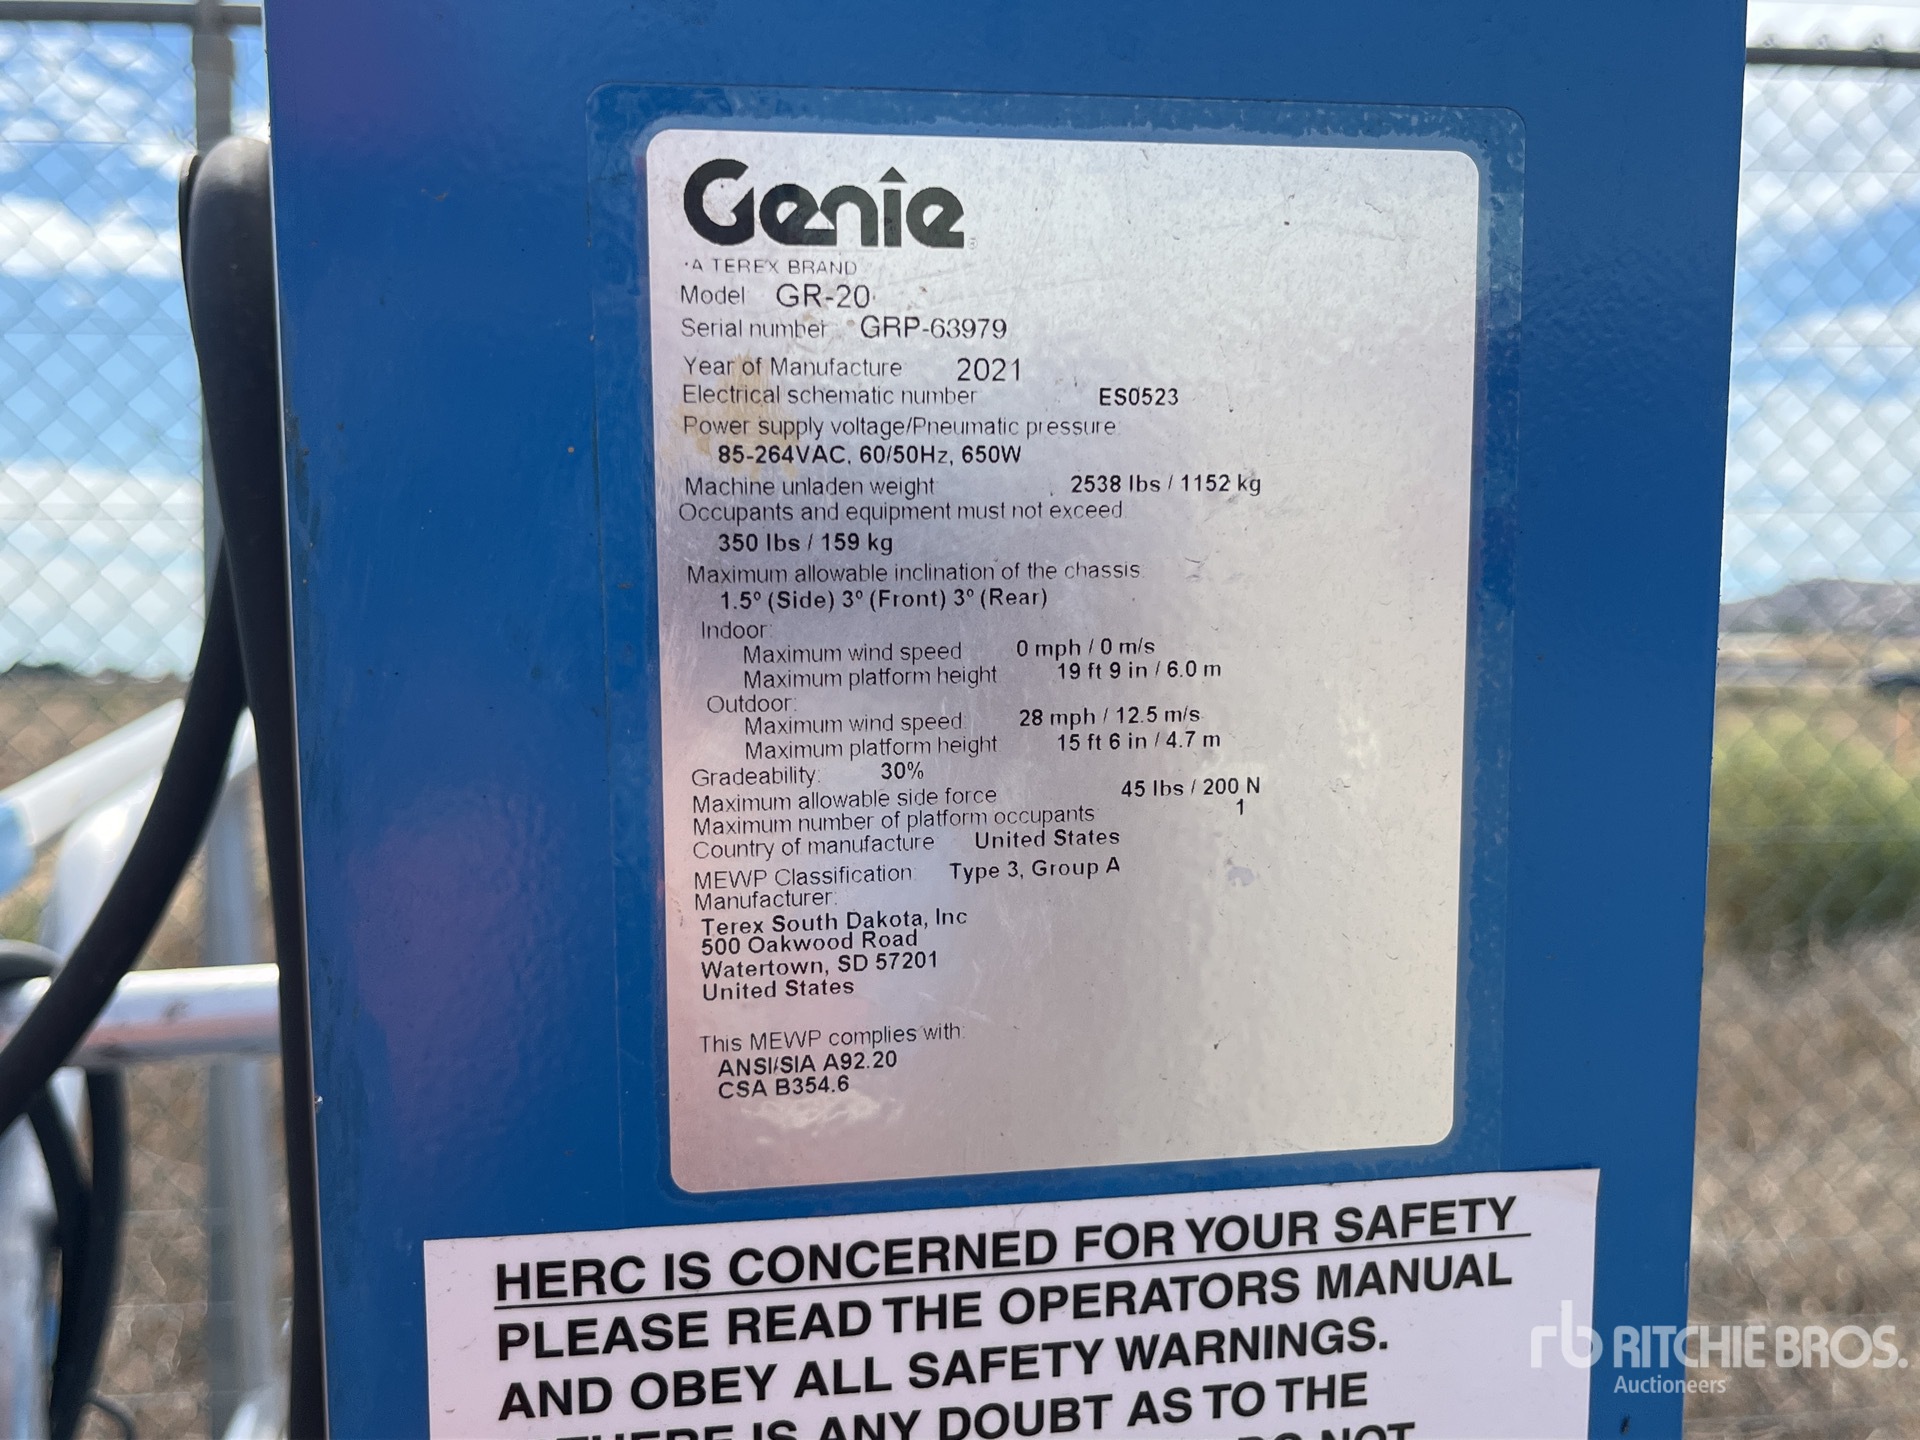 Genie
A TEREX BRAND
Model GR-20
Serial number GRP-63979
Year of Manufacture 2021
Electrical schematic number ES0523
Power supply voltage/Pneumatic pressure:
85-264VAC, 60/50Hz, 650W
Machine unladen weight 2538 lbs / 1152 kg
Occupants and equipment must not exceed
350 lbs / 159 kg
Maximum allowable inclination of the chassis
1.5º (Side) 3º (Front) 3º (Rear)
Indoor:
Maximum wind speed 0 mph / 0 m/s
Maximum platform height 19 ft 9 in / 6.0 m
Outdoor:
Maximum wind speed: 28 mph / 12.5 m/s
Maximum platform height 15 ft 6 in / 4.7 m
Gradeability: 30%
Maximum allowable side force 45 lbs / 200 N
Maximum number of platform occupants 1
Country of manufacture United States
MEWP Classification: Type 3, Group A
Manufacturer:
Terex South Dakota, Inc
500 Oakwood Road
Watertown, SD 57201
United States
This MEWP complies with:
ANSI/SIA A92.20
CSA B354.6
HERC IS CONCERNED FOR YOUR SAFETY
PLEASE READ THE OPERATORS MANUAL
AND OBEY ALL SAFETY WARNINGS.
THERE IS ANY DOUBT AS TO THE
DO NOT
rb RITCHIE BROS.
Auctioneers